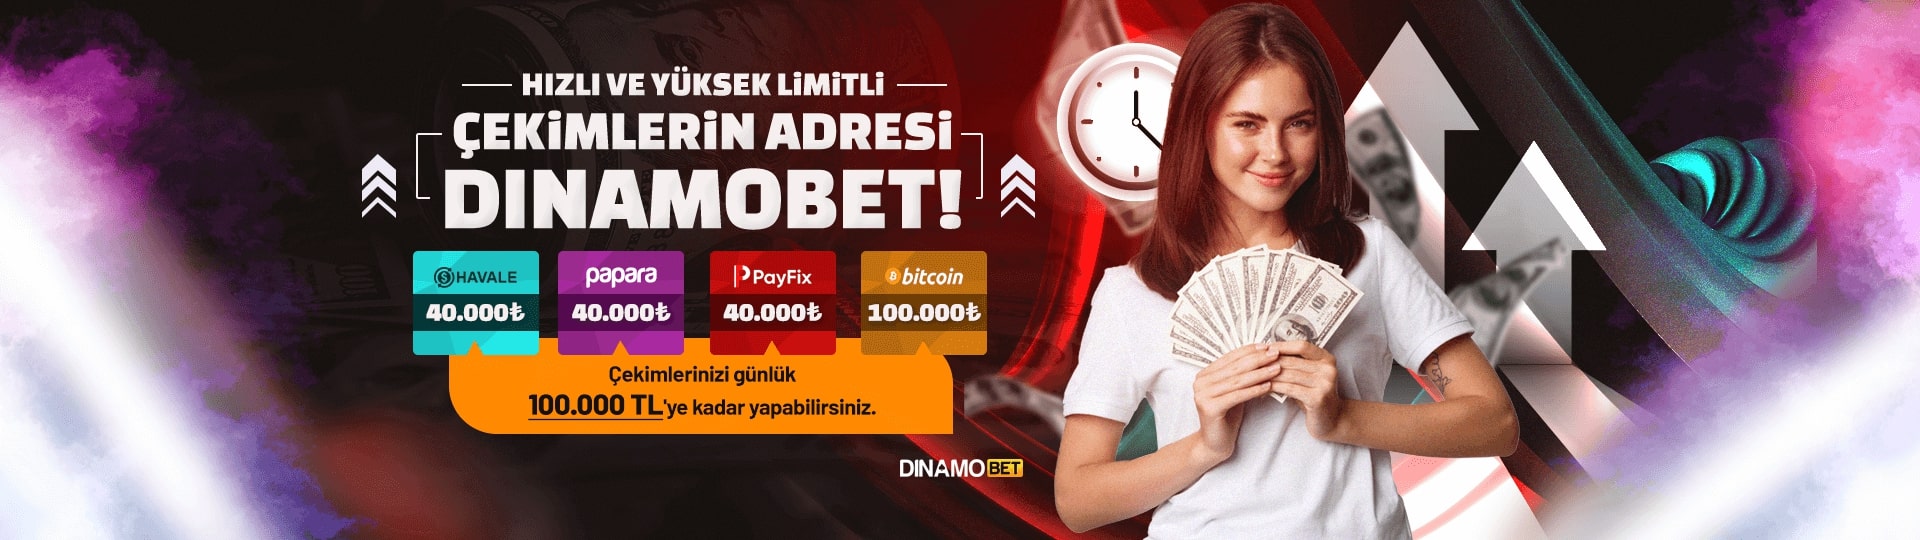 HIZLI VE YÜKSEK LİMİTLİ
ÇEKİMLERİN ADRESİ
DINAMOBET!
HAVALE
40.000₺
papara
40.000₺
PayFix
40.000₺
bitcoin
100.000₺
Çekimlerinizi günlük
100.000 TL'ye kadar yapabilirsiniz.
DINAMOBET